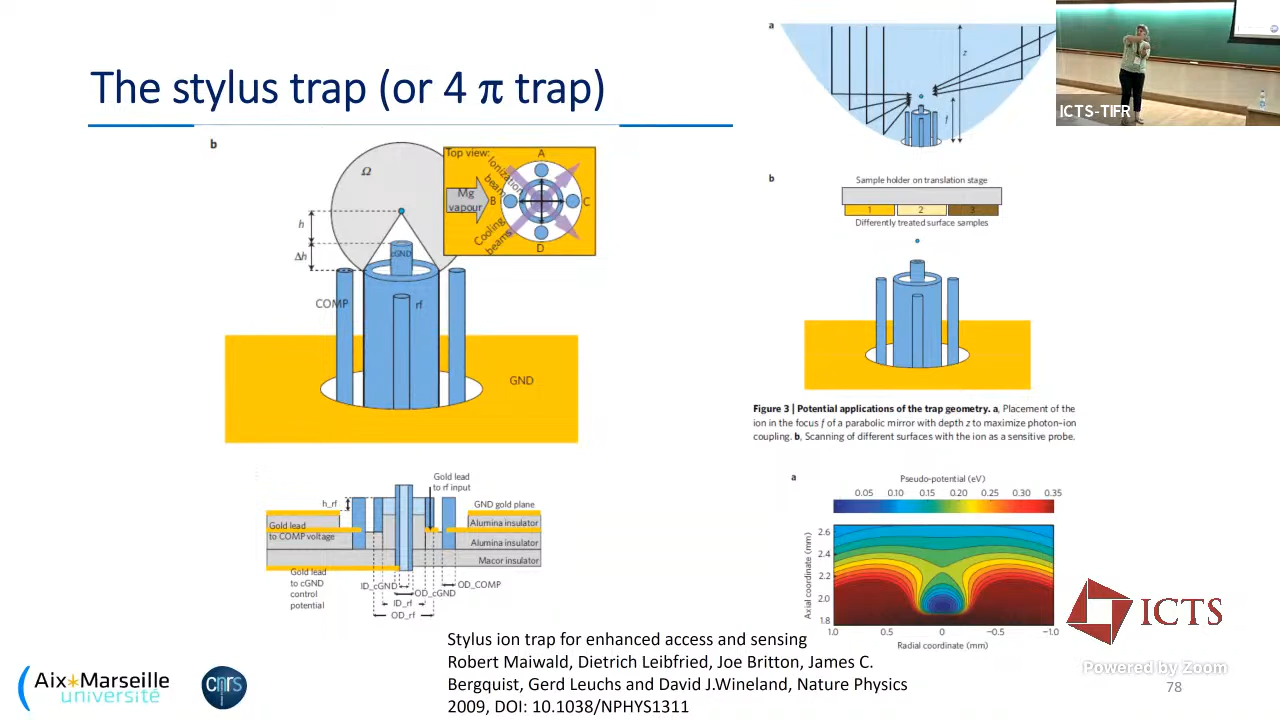 The stylus trap (or 4 π trap)
b
Ω
h
Δh
cGND
COMP
rf
GND
Top view:
Ionization beam
Mg
vapour
Cooling
beams
A
B
C
D
h_rf
Gold lead
to rf input
GND gold plane
Gold lead
to COMP voltage
Alumina insulator
Alumina insulator
Macor insulator
Gold lead
to cGND
control
potential
ID_cGND
OD_COMP
OD_cGND
ID_rf
OD_rf
a
z
f
b
Sample holder on translation stage
1 2 3
Differently treated surface samples
Figure 3 | Potential applications of the trap geometry. a, Placement of the
ion in the focus f of a parabolic mirror with depth z to maximize photon–ion
coupling. b, Scanning of different surfaces with the ion as a sensitive probe.
a
Pseudo-potential (eV)
0.05 0.10 0.15 0.20 0.25 0.30 0.35
Axial coordinate (mm)
2.6
2.4
2.2
2.0
1.8
1.0 0.5 0 −0.5 −1.0
Radial coordinate (mm)
Stylus ion trap for enhanced access and sensing
Robert Maiwald, Dietrich Leibfried, Joe Britton, James C.
Bergquist, Gerd Leuchs and David J.Wineland, Nature Physics
2009, DOI: 10.1038/NPHYS1311
Aix*Marseille
université
cnrs
ICTS-TIFR
ICTS
Powered by Zoom
78